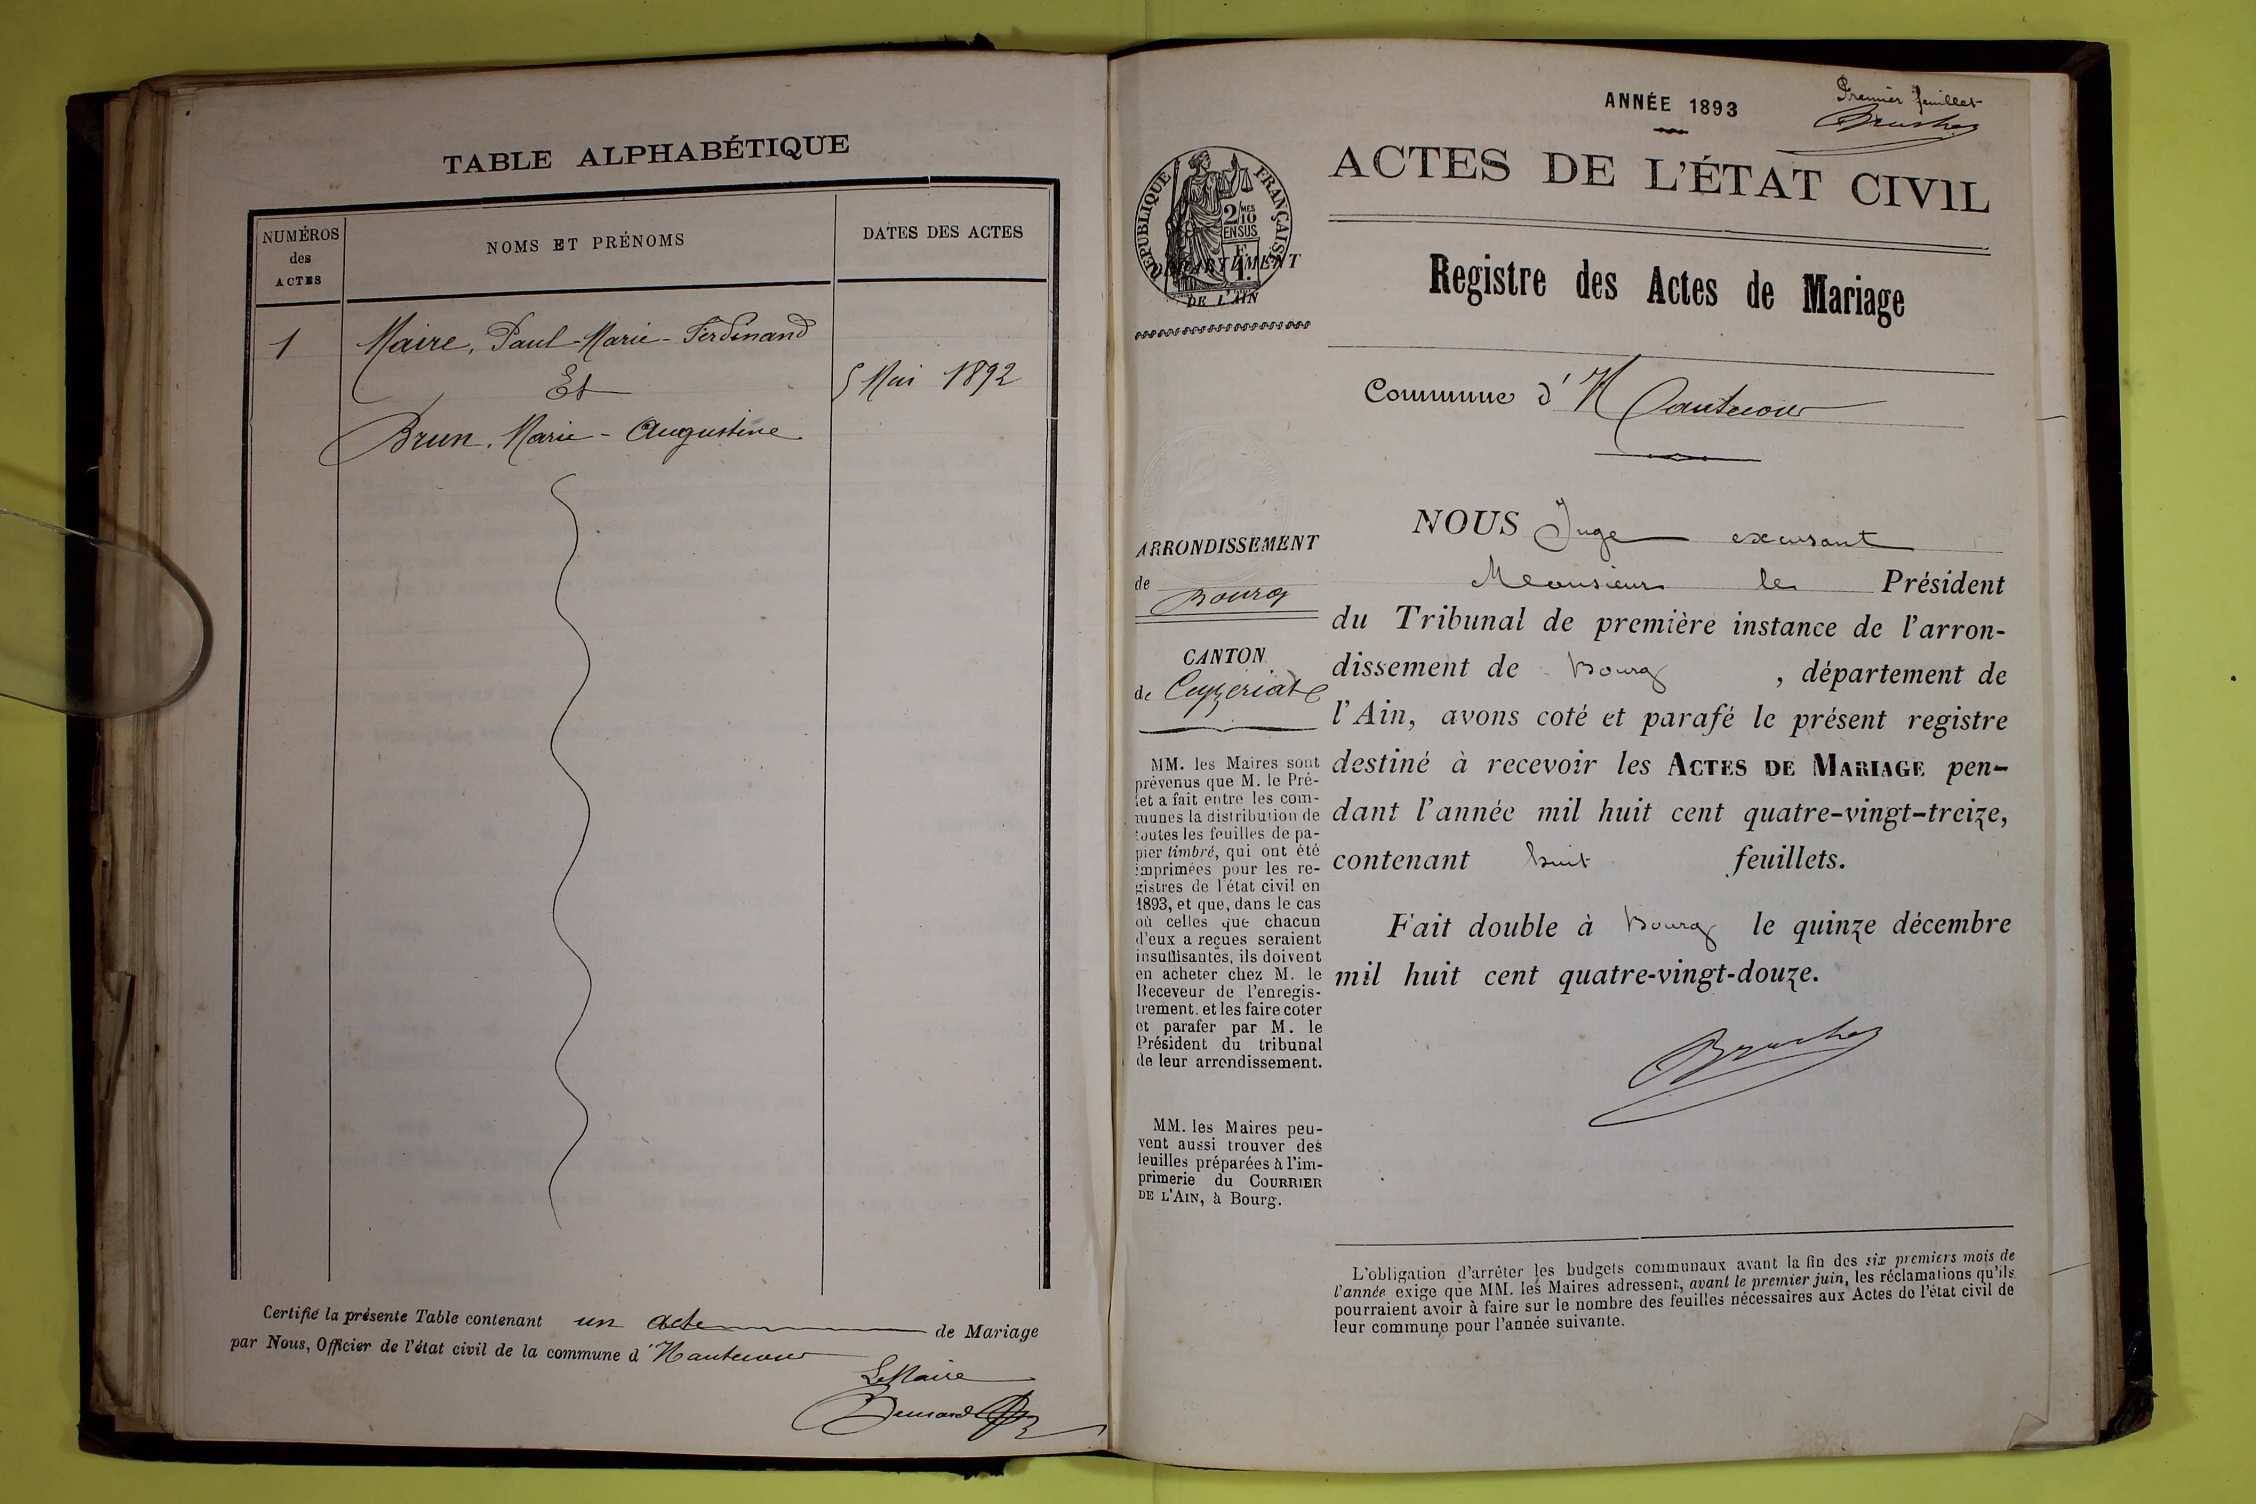 TABLE ALPHABÉTIQUE
NUMÉROS
des
ACTES
NOMS ET PRÉNOMS
DATES DES ACTES
1
Maire, Paul-Marie-Ferdinand
Et
5 Mai 1892
Brun, Marie-Augustine
Certifié la présente Table contenant un acte de Mariage
par Nous, Officier de l'état civil de la commune d'Hautecour
Le Maire
ANNÉE 1893
Premier feuillet
ACTES DE L'ÉTAT CIVIL
RÉPUBLIQUE FRANÇAISE
2/10 MES
EN SUS
DÉPARTEMENT
DE L'AIN
Registre des Actes de Mariage
Commune d'Hautecour
ARRONDISSEMENT
de Bourg
CANTON
de Ceyzériat
MM. les Maires sont
prévenus que M. le Pré-
fet a fait entre les com-
munes la distribution de
toutes les feuilles de pa-
pier timbré, qui ont été
imprimées pour les re-
gistres de l'état civil en
1893, et que, dans le cas
où celles que chacun
d'eux a reçues seraient
insuffisantes, ils doivent
en acheter chez M. le
Receveur de l'enregis-
trement. et les faire coter
et parafer par M. le
Président du tribunal
de leur arrondissement.
MM. les Maires peu-
vent aussi trouver des
feuilles préparées à l'im-
primerie du COURRIER
DE L'AIN, à Bourg.
NOUS Juge excusant
Monsieur le Président
du Tribunal de première instance de l'arron-
dissement de Bourg , département de
l'Ain, avons coté et parafé le présent registre
destiné à recevoir les ACTES DE MARIAGE pen-
dant l'année mil huit cent quatre-vingt-treize,
contenant huit feuillets.
Fait double à Bourg le quinze décembre
mil huit cent quatre-vingt-douze.
L'obligation d'arrêter les budgets communaux avant la fin des six premiers mois de
l'année exige que MM. les Maires adressent, avant le premier juin, les réclamations qu'ils
pourraient avoir à faire sur le nombre des feuilles nécessaires aux Actes de l'état civil de
leur commune pour l'année suivante.